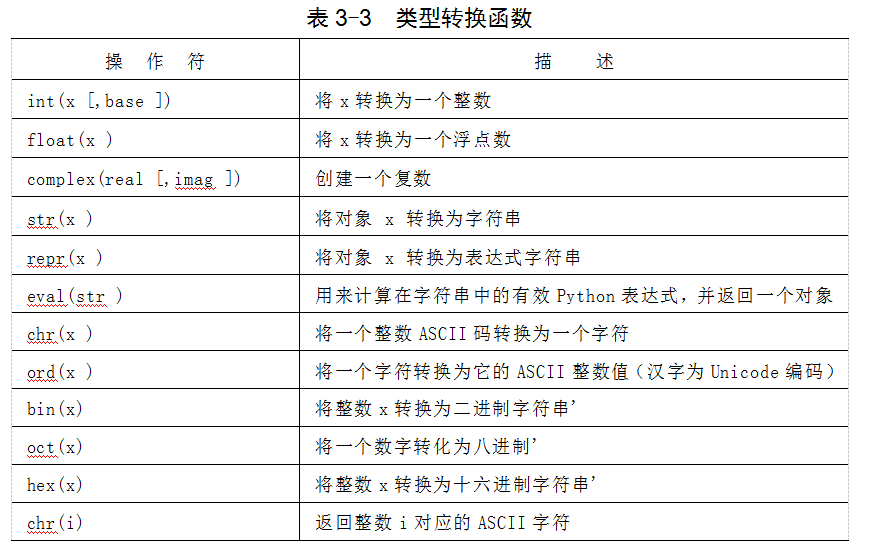 表 3-3 类型转换函数
操 作 符 描 述
int(x [,base ]) 将 x 转换为一个整数
float(x ) 将 x 转换为一个浮点数
complex(real [,imag ]) 创建一个复数
str(x ) 将对象 x 转换为字符串
repr(x ) 将对象 x 转换为表达式字符串
eval(str ) 用来计算在字符串中的有效 Python 表达式，并返回一个对象
chr(x ) 将一个整数 ASCII 码转换为一个字符
ord(x ) 将一个字符转换为它的 ASCII 整数值（汉字为 Unicode 编码）
bin(x) 将整数 x 转换为二进制字符串'
oct(x) 将一个数字转化为八进制'
hex(x) 将整数 x 转换为十六进制字符串'
chr(i) 返回整数 i 对应的 ASCII 字符